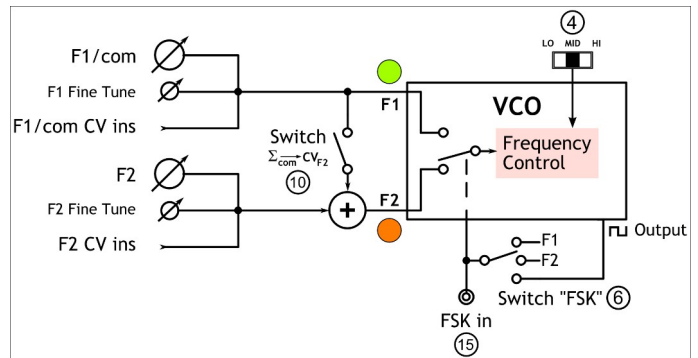 F1/com
F1 Fine Tune
F1/com CV ins
F2
F2 Fine Tune
F2 CV ins
Switch
Σcom→CVF2
10
+
F1
F2
4
LO MID HI
VCO
Frequency
Control
Output
F1
F2
Switch "FSK" 6
FSK in
15